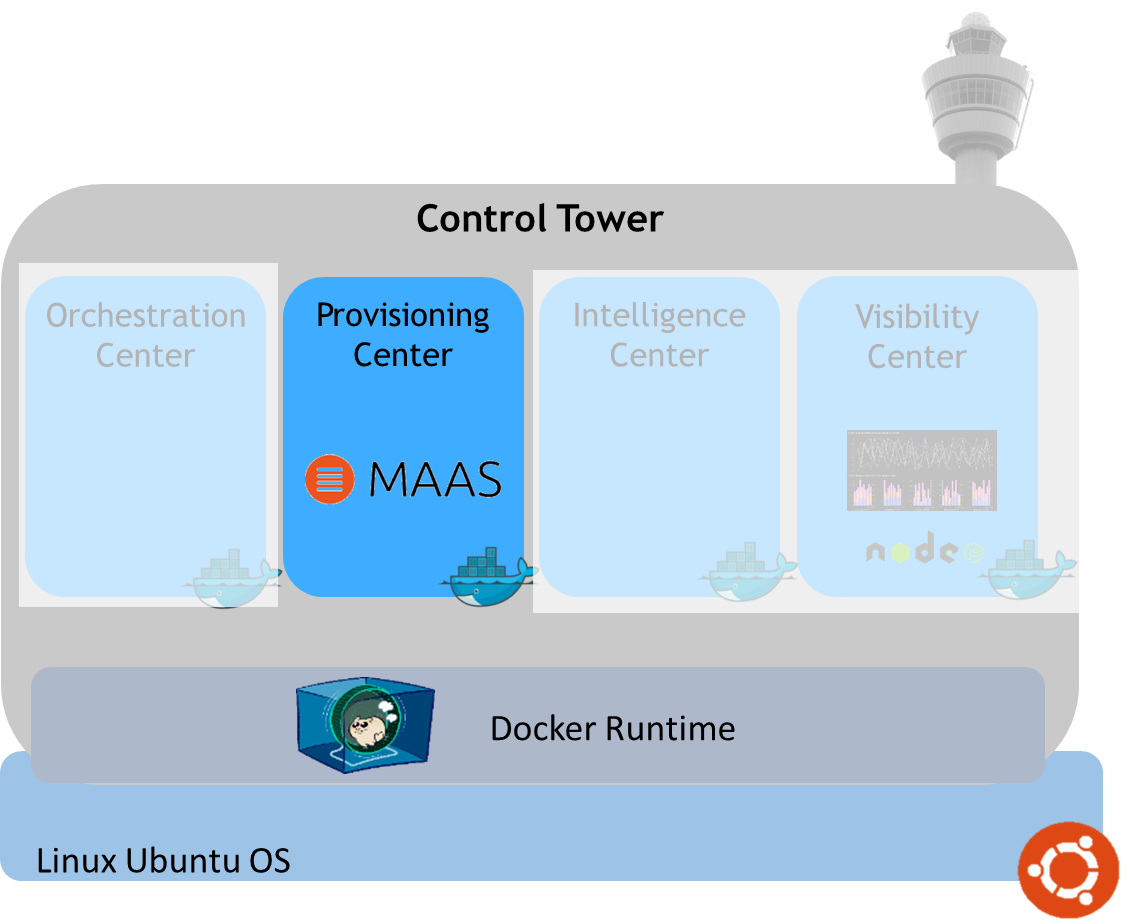 Control Tower
Orchestration
Center
Provisioning
Center
Intelligence
Center
Visibility
Center
MAAS
node
Docker Runtime
Linux Ubuntu OS